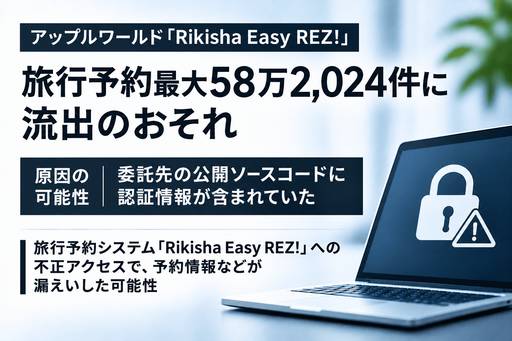 アップルワールド「Rikisha Easy REZ!」
旅行予約最大58万2,024件に
流出のおそれ
原因の
可能性
委託先の公開ソースコードに
認証情報が含まれていた
旅行予約システム「Rikisha Easy REZ!」への
不正アクセスで、予約情報などが
漏えいした可能性